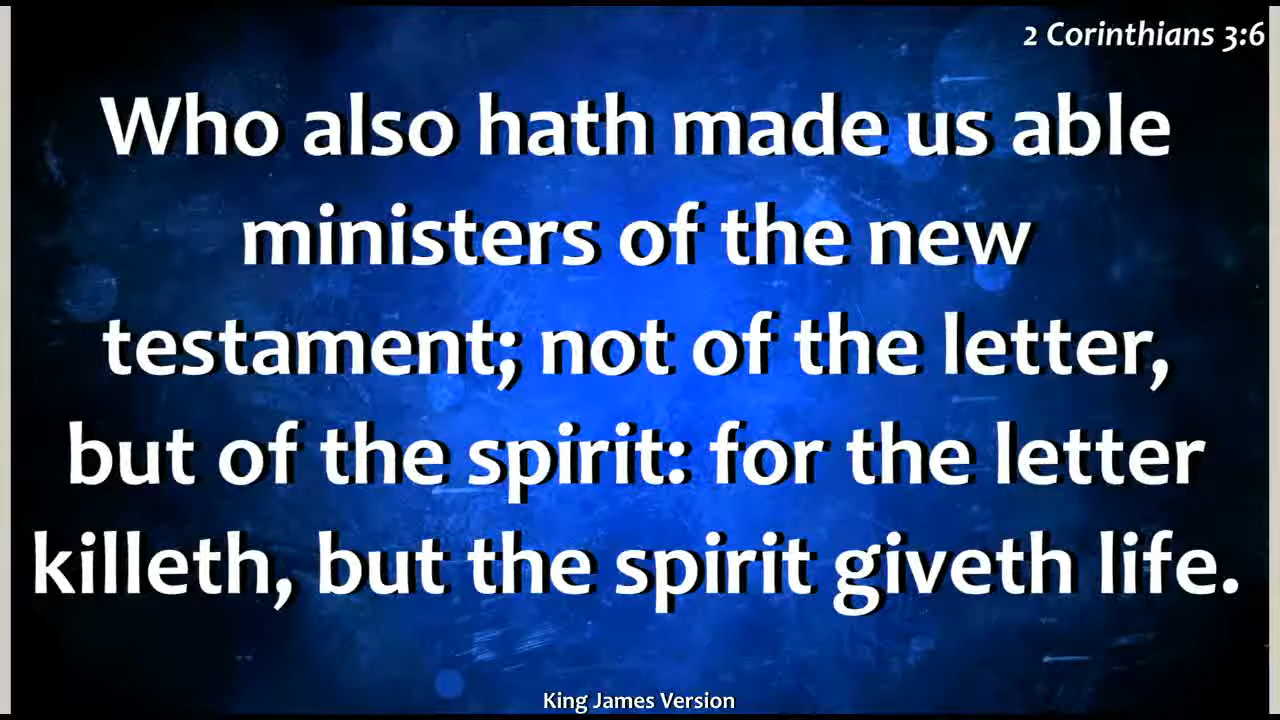 2 Corinthians 3:6
Who also hath made us able
ministers of the new
testament; not of the letter,
but of the spirit: for the letter
killeth, but the spirit giveth life.
King James Version